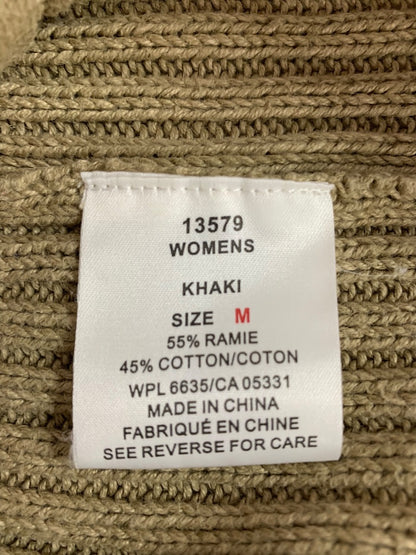 13579
WOMENS
KHAKI
SIZE M
55% RAMIE
45% COTTON/COTON
WPL 6635/CA 05331
MADE IN CHINA
FABRIQUÉ EN CHINE
SEE REVERSE FOR CARE